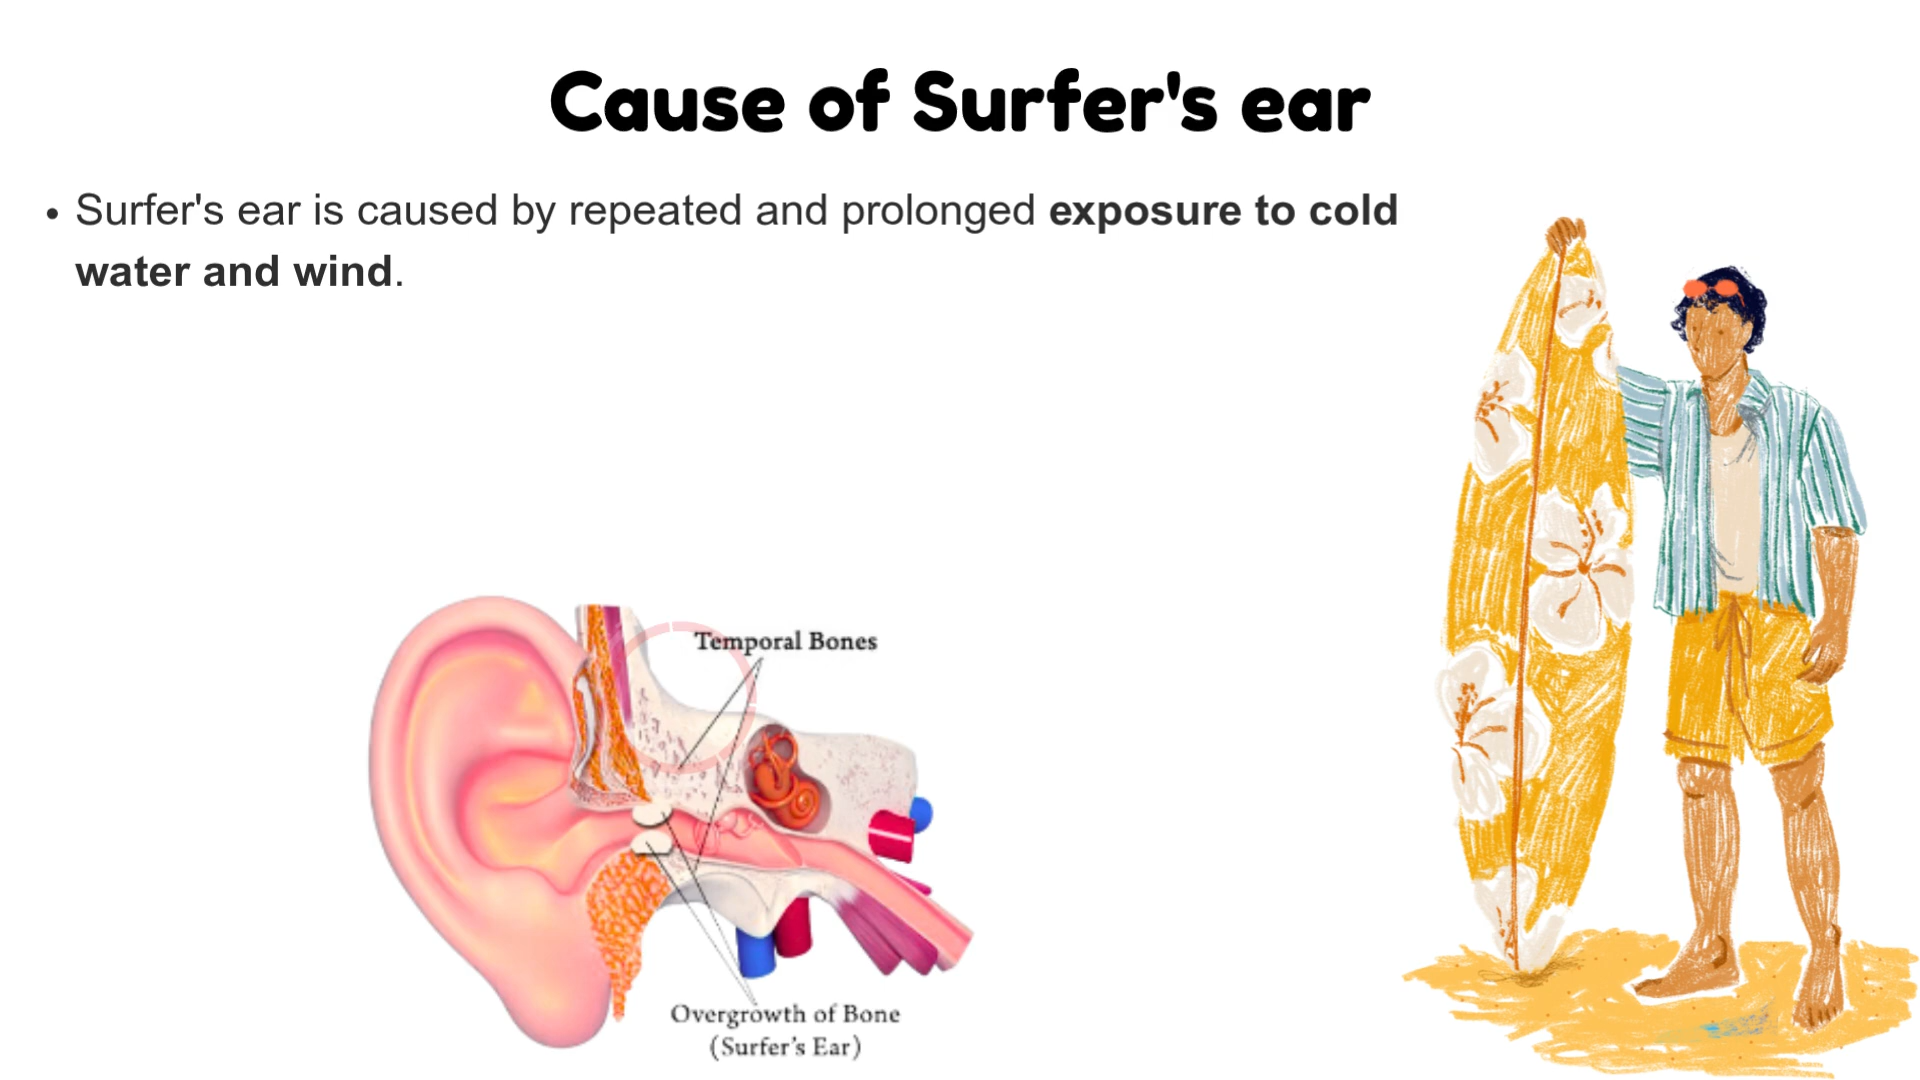 Cause of Surfer's ear
• Surfer's ear is caused by repeated and prolonged exposure to cold
water and wind.
Temporal Bones
Overgrowth of Bone
(Surfer's Ear)